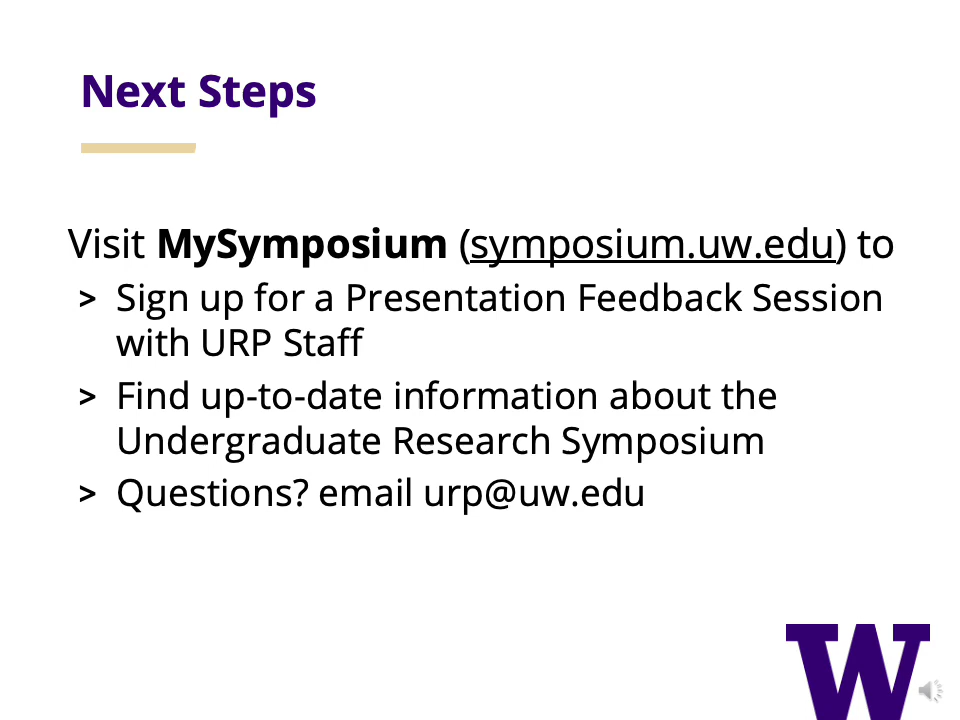 Next Steps
Visit MySymposium (symposium.uw.edu) to
> Sign up for a Presentation Feedback Session
with URP Staff
> Find up-to-date information about the
Undergraduate Research Symposium
> Questions? email urp@uw.edu
W